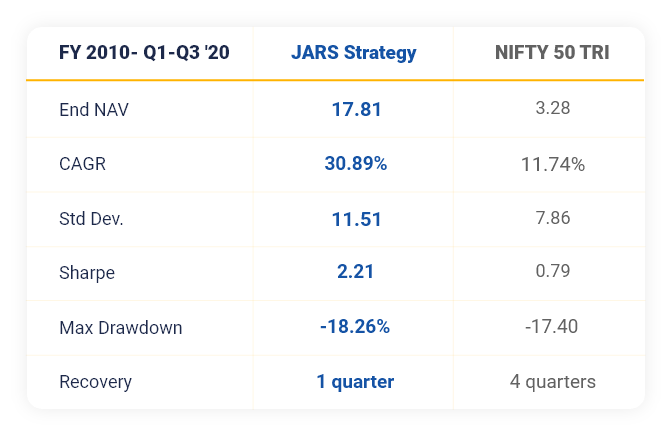 FY 2010- Q1-Q3 '20 JARS Strategy NIFTY 50 TRI
End NAV 17.81 3.28
CAGR 30.89% 11.74%
Std Dev. 11.51 7.86
Sharpe 2.21 0.79
Max Drawdown -18.26% -17.40
Recovery 1 quarter 4 quarters